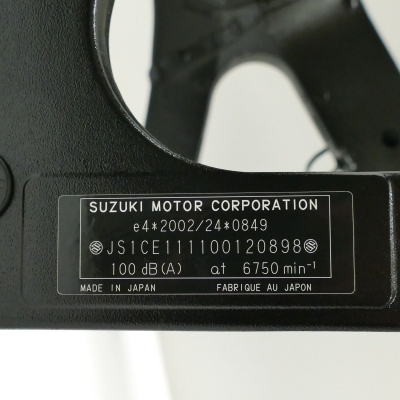 SUZUKI MOTOR CORPORATION
e4*2002/24*0849
JS1CE111100120898
100 dB(A) at 6750 min⁻¹
MADE IN JAPAN FABRIQUE AU JAPON